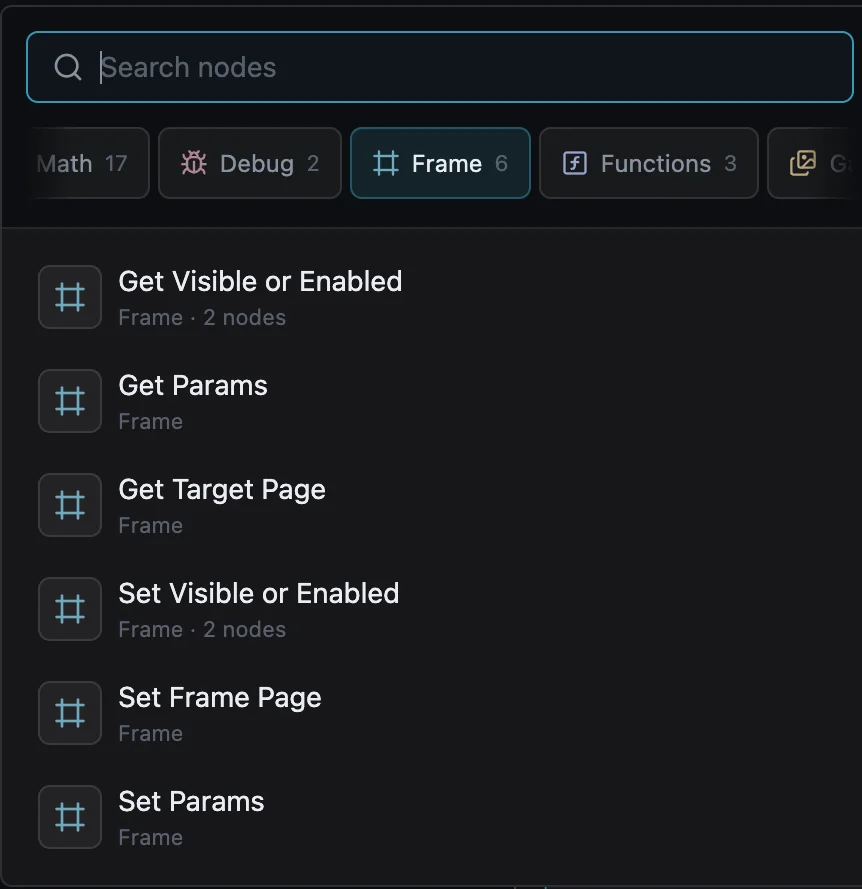 Search nodes
Math 17 Debug 2 Frame 6 Functions 3
Get Visible or Enabled
Frame · 2 nodes
Get Params
Frame
Get Target Page
Frame
Set Visible or Enabled
Frame · 2 nodes
Set Frame Page
Frame
Set Params
Frame